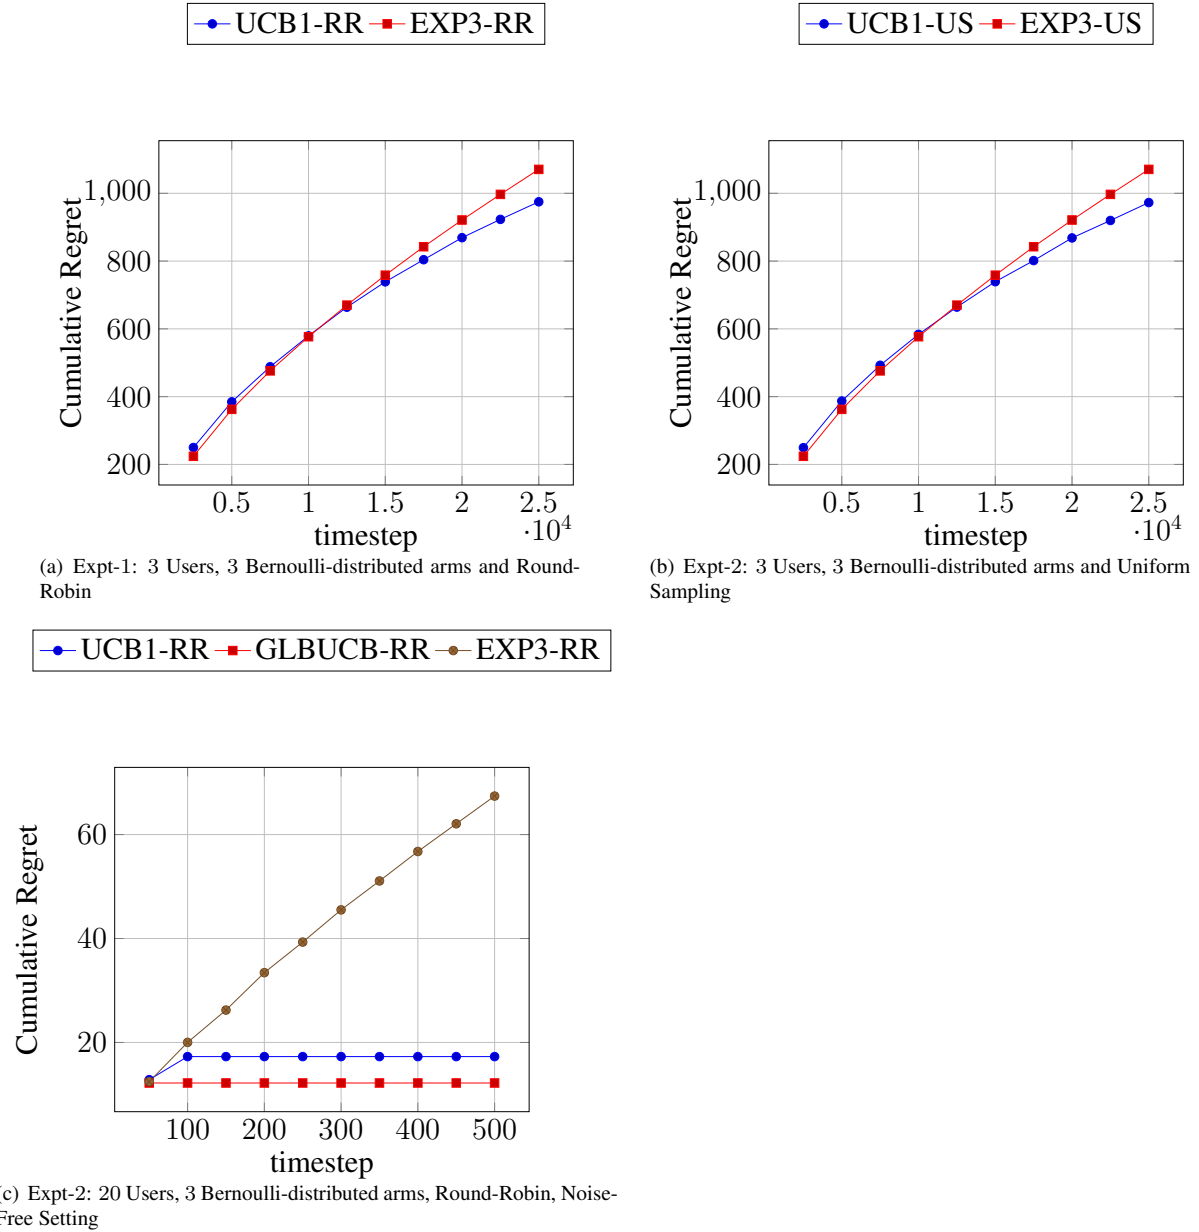 UCB1-RR EXP3-RR
UCB1-US EXP3-US
Cumulative Regret
1,000
800
600
400
200
0.5 1 1.5 2 2.5
·10⁴
timestep
(a) Expt-1: 3 Users, 3 Bernoulli-distributed arms and Round-
Robin
Cumulative Regret
1,000
800
600
400
200
0.5 1 1.5 2 2.5
·10⁴
timestep
(b) Expt-2: 3 Users, 3 Bernoulli-distributed arms and Uniform
Sampling
UCB1-RR GLBUCB-RR EXP3-RR
Cumulative Regret
60
40
20
100 200 300 400 500
timestep
c) Expt-2: 20 Users, 3 Bernoulli-distributed arms, Round-Robin, Noise-
Free Setting